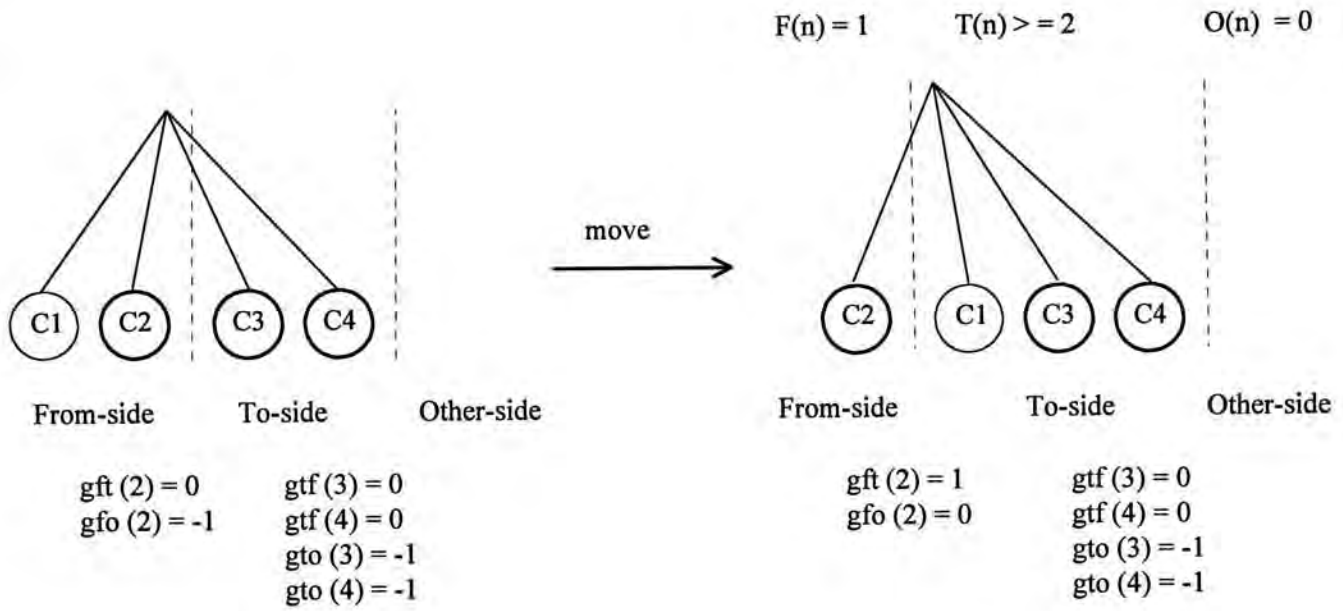 F(n) = 1 T(n) > = 2 O(n) = 0
move
C1 C2 C3 C4
C2 C1 C3 C4
From-side To-side Other-side
From-side To-side Other-side
gft (2) = 0 gtf (3) = 0
gfo (2) = -1 gtf (4) = 0
gto (3) = -1
gto (4) = -1
gft (2) = 1 gtf (3) = 0
gfo (2) = 0 gtf (4) = 0
gto (3) = -1
gto (4) = -1